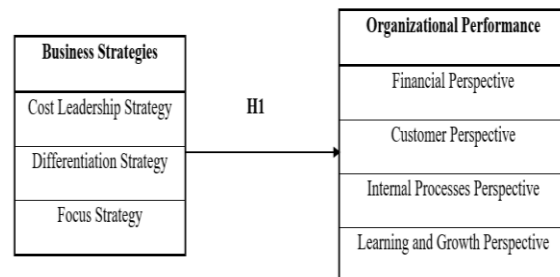 Business Strategies
Cost Leadership Strategy
Differentiation Strategy
Focus Strategy
H1
Organizational Performance
Financial Perspective
Customer Perspective
Internal Processes Perspective
Learning and Growth Perspective